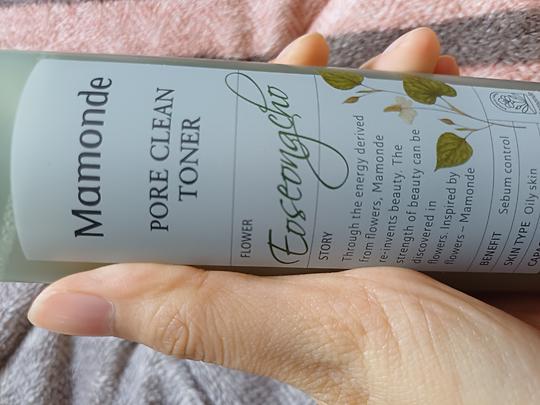 Mamonde
PORE CLEAN
TONER
FLOWER
Eoseongcho
STORY
Through the energy derived
from flowers, Mamonde
re-invents beauty. The
strength of beauty can be
discovered in
flowers. Inspired by
flowers – Mamonde
BENEFIT Sebum control
SKIN TYPE Oily skin